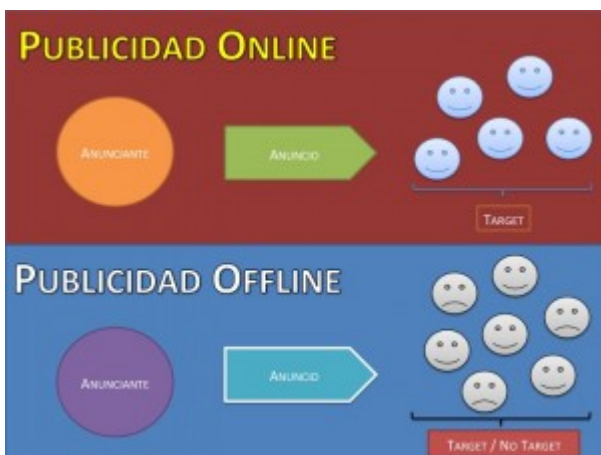 PUBLICIDAD ONLINE
ANUNCIANTE
ANUNCIO
TARGET
PUBLICIDAD OFFLINE
ANUNCIANTE
ANUNCIO
TARGET / NO TARGET